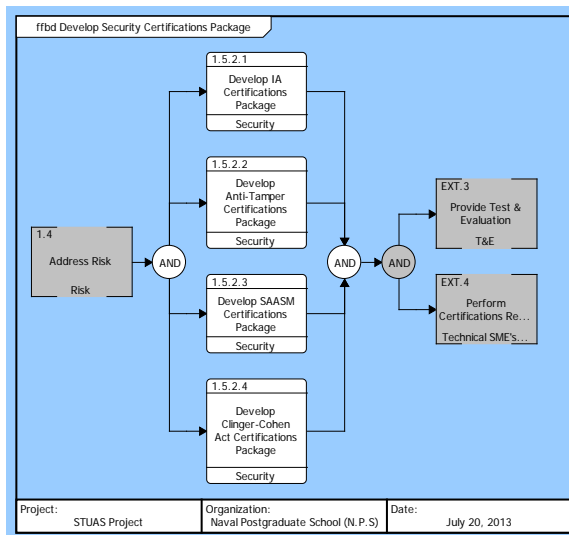 ffbd Develop Security Certifications Package
1.5.2.1
Develop IA
Certifications
Package
Security
1.5.2.2
Develop
Anti-Tamper
Certifications
Package
Security
1.4
Address Risk
Risk
AND
AND
AND
EXT.3
Provide Test &
Evaluation
T&E
EXT.4
Perform
Certifications Re...
Technical SME's...
1.5.2.3
Develop SAASM
Certifications
Package
Security
1.5.2.4
Develop
Clinger-Cohen
Act Certifications
Package
Security
Project:
STUAS Project
Organization:
Naval Postgraduate School (N.P.S)
Date:
July 20, 2013